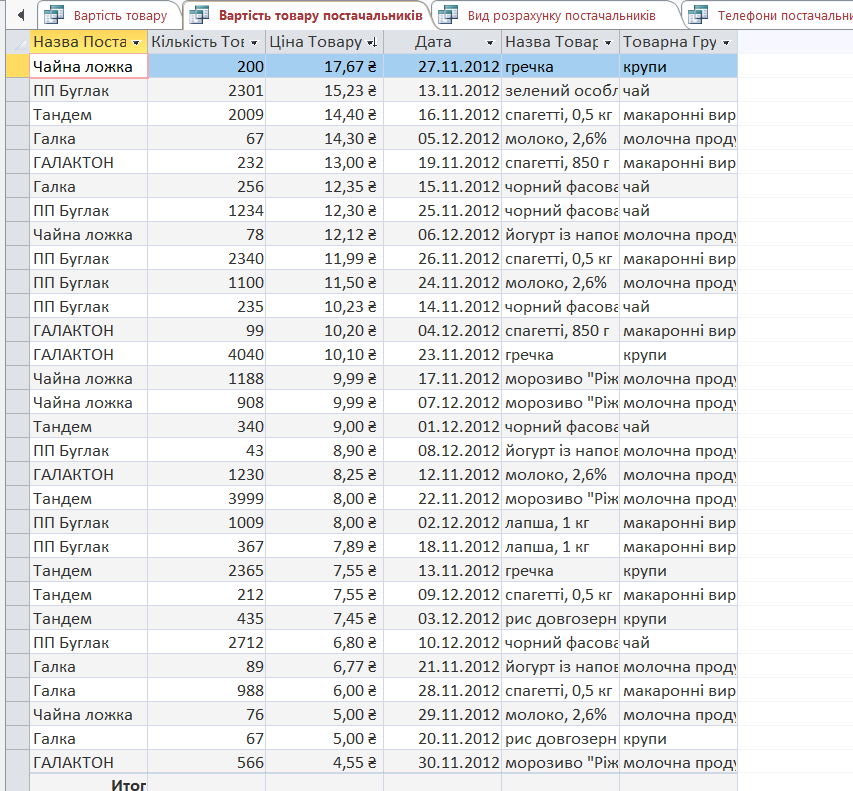 Вартість товару Вартість товару постачальників Вид розрахунку постачальників Телефони постачальни
Назва Поста Кількість Тов Ціна Товару Дата Назва Товар Товарна Гру
Чайна ложка 200 17,67 ₴ 27.11.2012 гречка крупи
ПП Буглак 2301 15,23 ₴ 13.11.2012 зелений особл чай
Тандем 2009 14,40 ₴ 16.11.2012 спагетті, 0,5 кг макаронні вир
Галка 67 14,30 ₴ 05.12.2012 молоко, 2,6% молочна проду
ГАЛАКТОН 232 13,00 ₴ 19.11.2012 спагетті, 850 г макаронні вир
Галка 256 12,35 ₴ 15.11.2012 чорний фасова чай
ПП Буглак 1234 12,30 ₴ 25.11.2012 чорний фасова чай
Чайна ложка 78 12,12 ₴ 06.12.2012 йогурт із напов молочна проду
ПП Буглак 2340 11,99 ₴ 26.11.2012 спагетті, 0,5 кг макаронні вир
ПП Буглак 1100 11,50 ₴ 24.11.2012 молоко, 2,6% молочна проду
ПП Буглак 235 10,23 ₴ 14.11.2012 чорний фасова чай
ГАЛАКТОН 99 10,20 ₴ 04.12.2012 спагетті, 850 г макаронні вир
ГАЛАКТОН 4040 10,10 ₴ 23.11.2012 гречка крупи
Чайна ложка 1188 9,99 ₴ 17.11.2012 морозиво "Ріж молочна проду
Чайна ложка 908 9,99 ₴ 07.12.2012 морозиво "Ріж молочна проду
Тандем 340 9,00 ₴ 01.12.2012 чорний фасова чай
ПП Буглак 43 8,90 ₴ 08.12.2012 йогурт із напов молочна проду
ГАЛАКТОН 1230 8,25 ₴ 12.11.2012 молоко, 2,6% молочна проду
Тандем 3999 8,00 ₴ 22.11.2012 морозиво "Ріж молочна проду
ПП Буглак 1009 8,00 ₴ 02.12.2012 лапша, 1 кг макаронні вир
ПП Буглак 367 7,89 ₴ 18.11.2012 лапша, 1 кг макаронні вир
Тандем 2365 7,55 ₴ 13.11.2012 гречка крупи
Тандем 212 7,55 ₴ 09.12.2012 спагетті, 0,5 кг макаронні вир
Тандем 435 7,45 ₴ 03.12.2012 рис довгозерн крупи
ПП Буглак 2712 6,80 ₴ 10.12.2012 чорний фасова чай
Галка 89 6,77 ₴ 21.11.2012 йогурт із напов молочна проду
Галка 988 6,00 ₴ 28.11.2012 спагетті, 0,5 кг макаронні вир
Чайна ложка 76 5,00 ₴ 29.11.2012 молоко, 2,6% молочна проду
Галка 67 5,00 ₴ 20.11.2012 рис довгозерн крупи
ГАЛАКТОН 566 4,55 ₴ 30.11.2012 морозиво "Ріж молочна проду
Итог